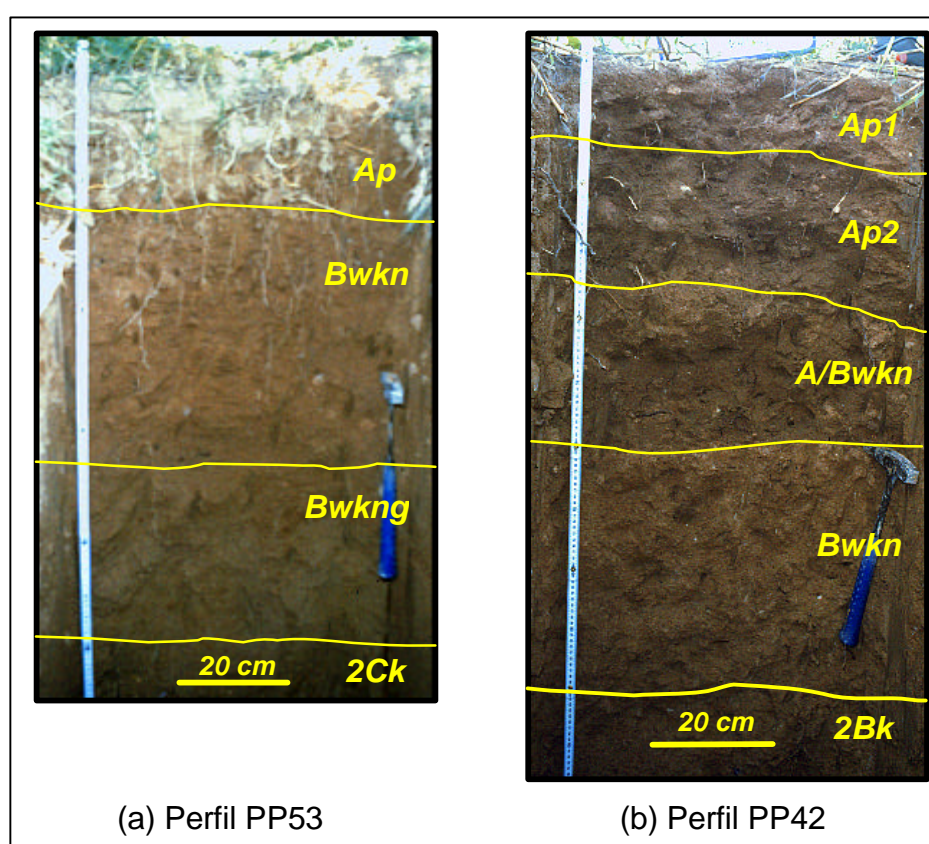 Ap
Bwkn
Bwkng
20 cm
2Ck
Ap1
Ap2
A/Bwkn
Bwkn
20 cm
2Bk
(a) Perfil PP53
(b) Perfil PP42